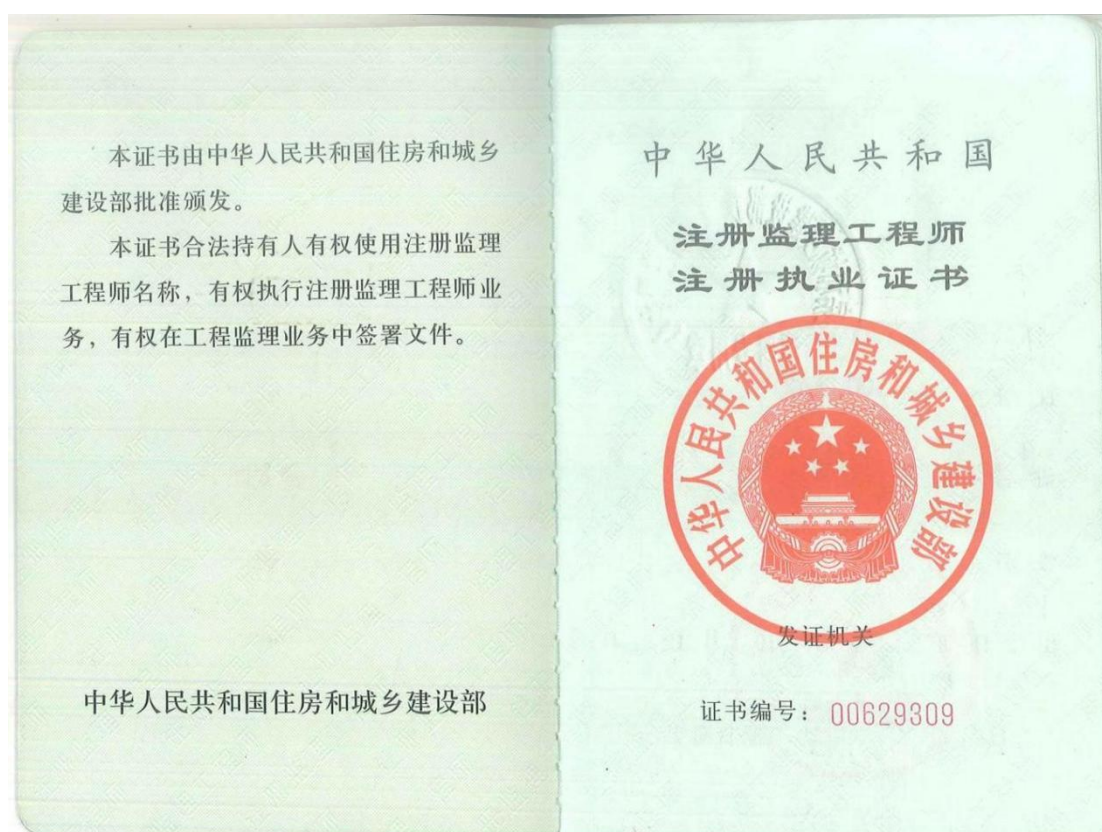 本证书由中华人民共和国住房和城乡
建设部批准颁发。
本证书合法持有人有权使用注册监理
工程师名称，有权执行注册监理工程师业
务，有权在工程监理业务中签署文件。
中华人民共和国住房和城乡建设部
中华人民共和国
注册监理工程师
注册执业证书
中华人民共和国住房和城乡建设部
发证机关
证书编号：00629309